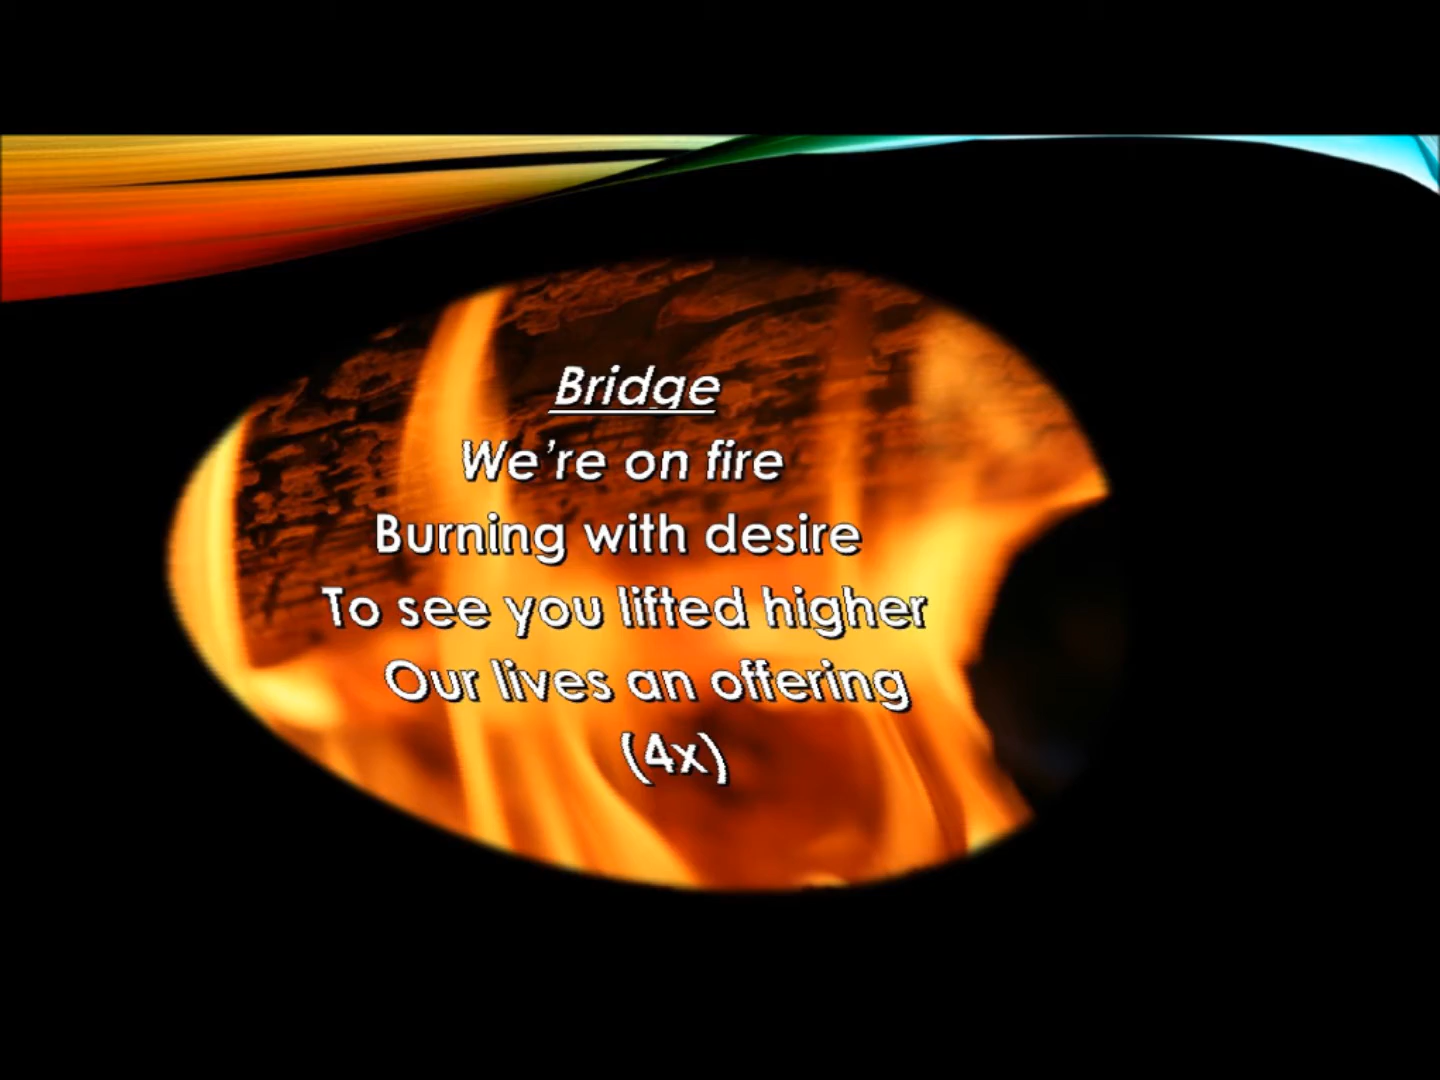 Bridge
We're on fire
Burning with desire
To see you lifted higher
Our lives an offering
(4x)